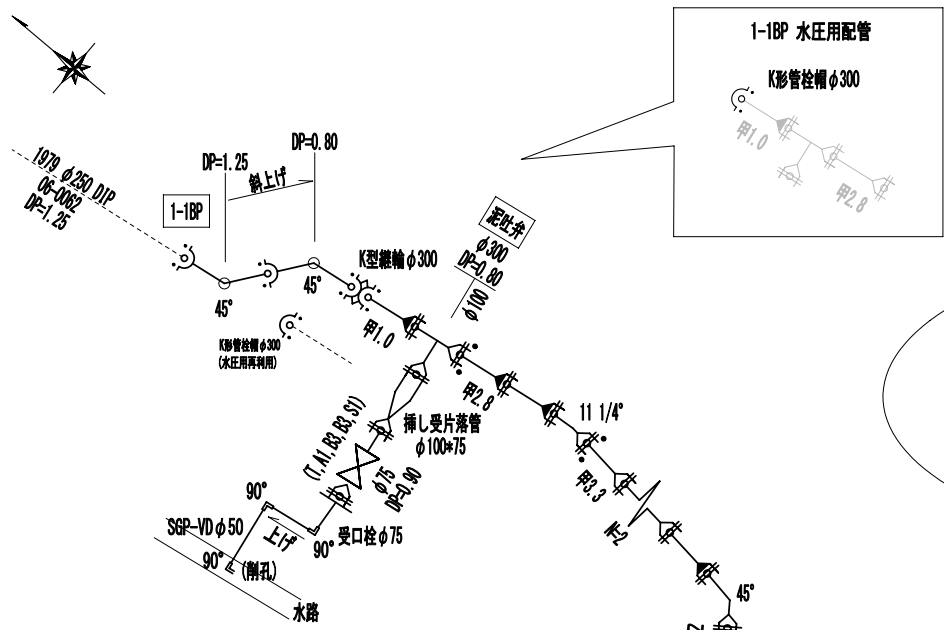 1-1BP 水圧用配管
K形管栓帽φ300
甲1.0
甲2.8
DP=0.80
DP=1.25
斜上げ
1979 φ250 DIP
06-0062
DP=1.25
1-1BP
泥吐弁
φ300
DP=0.80
φ100
K型継輪φ300
45°
45°
甲1.0
K形管栓帽φ300
(水圧用再利用)
甲2.8
11 1/4°
挿し受片落管
φ100*75
(T,A1,B3,B3,S1)
φ75
DP=0.90
甲3.3
90°
SGP-VDφ50
上げ
90°
受口栓φ75
90°
(削孔)
水路
45°